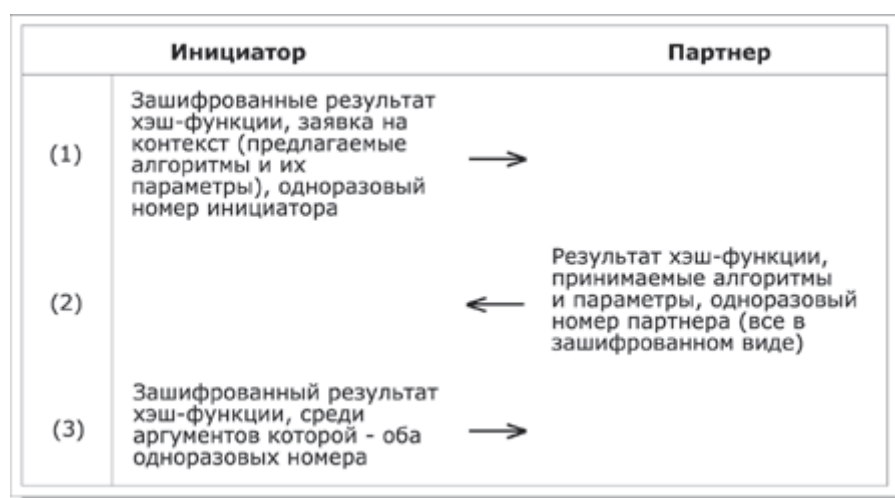 Инициатор
Партнер
(1)
Зашифрованные результат
хэш-функции, заявка на
контекст (предлагаемые
алгоритмы и их
параметры), одноразовый
номер инициатора
(2)
Результат хэш-функции,
принимаемые алгоритмы
и параметры, одноразовый
номер партнера (все в
зашифрованном виде)
(3)
Зашифрованный результат
хэш-функции, среди
аргументов которой - оба
одноразовых номера